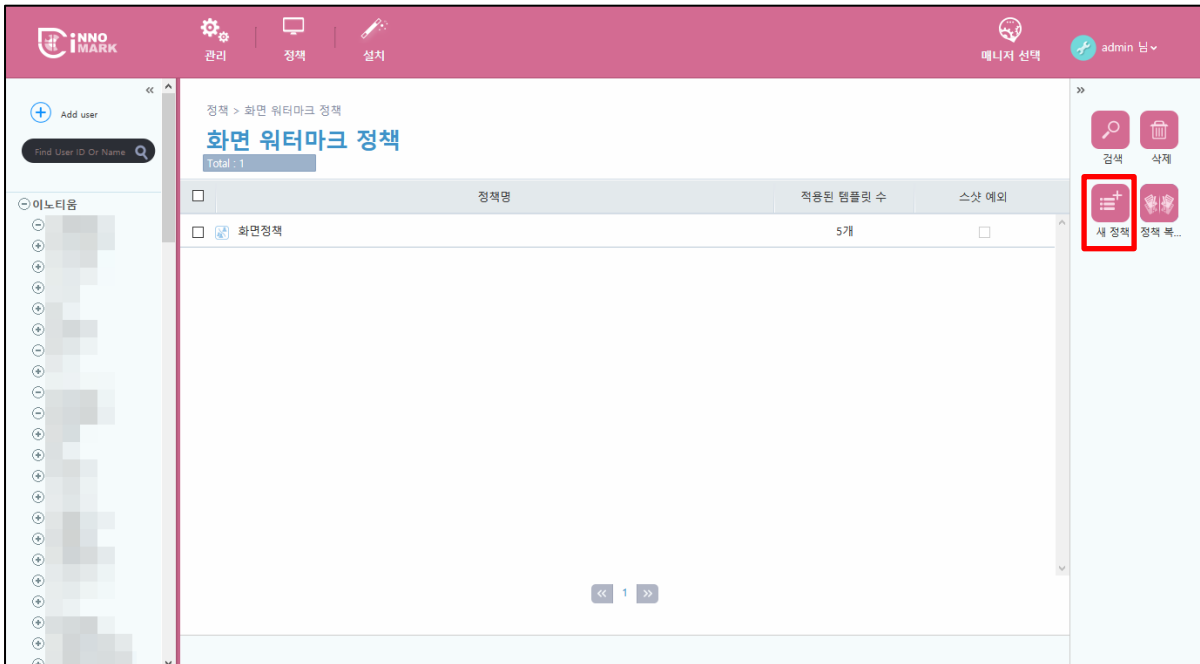 INNO
MARK
관리
정책
설치
매니저 선택
admin 님
Add user
Find User ID Or Name
이노티움
정책 > 화면 워터마크 정책
화면 워터마크 정책
Total : 1
정책명
적용된 템플릿 수
스샷 예외
화면정책
5개
1
검색
삭제
새 정책
정책 복...